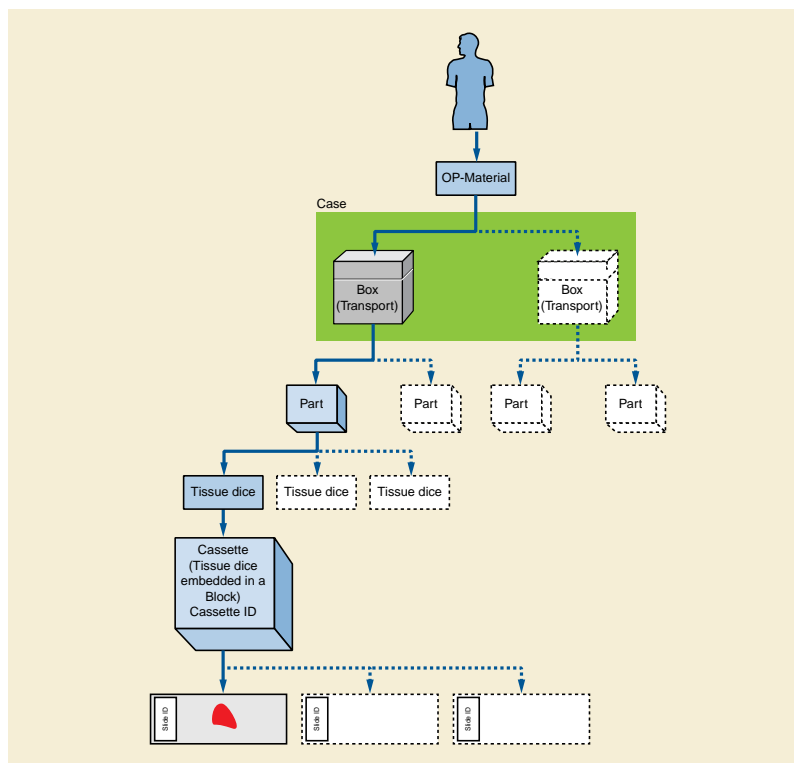 OP-Material
Case
Box
(Transport)
Box
(Transport)
Part
Part
Part
Part
Tissue dice
Tissue dice
Tissue dice
Cassette
(Tissue dice
embedded in a
Block)
Cassette ID
Slide ID
Slide ID
Slide ID